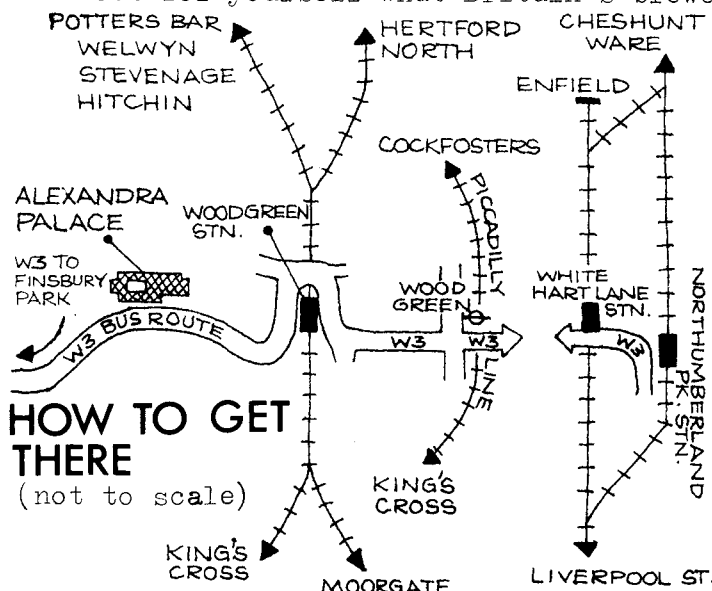 POTTERS BAR
WELWYN
STEVENAGE
HITCHIN
HERTFORD
NORTH
CHESHUNT
WARE
ENFIELD
COCKFOSTERS
PICCADILLY
LINE
ALEXANDRA
PALACE
WOODGREEN
STN.
W3 TO
FINSBURY
PARK
W3 BUS ROUTE
W3
WOOD
GREEN
W3
WHITE
HART LANE
STN.
W3
NORTHUMBERLAND
PK. STN.
HOW TO GET
THERE
(not to scale)
KING'S
CROSS
MOORGATE
KING'S
CROSS
LIVERPOOL ST.